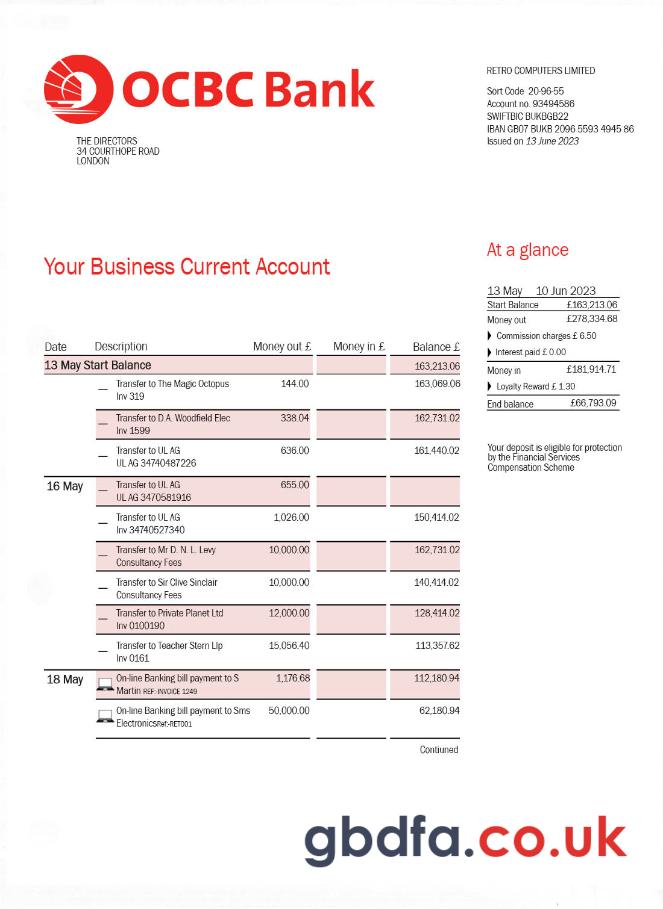 OCBC Bank
RETRO COMPUTERS LIMITED
Sort Code 20-96-55
Account no. 93494586
SWIFTBIC BUKBGB22
IBAN GB07 BUKB 2096 5593 4945 86
Issued on 13 June 2023
THE DIRECTORS
34 COURTHOPE ROAD
LONDON
Your Business Current Account
At a glance
13 May 10 Jun 2023
Start Balance £163,213.06
Money out £278,334.68
Commission charges £ 6.50
Interest paid £ 0.00
Money in £181,914.71
Loyalty Reward £ 1.30
End balance £66,793.09
Your deposit is eligible for protection
by the Financial Services
Compensation Scheme
Date Description Money out £ Money in £ Balance £
13 May Start Balance 163,213.06
Transfer to The Magic Octopus 144.00 163,069.06
Inv 319
Transfer to D.A. Woodfield Elec 338.04 162,731.02
Inv 1599
Transfer to UL AG 636.00 161,440.02
UL AG 34740487226
16 May Transfer to UL AG 655.00
UL AG 3470581916
Transfer to UL AG 1,026.00 150,414.02
Inv 34740527340
Transfer to Mr D. N. L. Levy 10,000.00 162,731.02
Consultancy Fees
Transfer to Sir Clive Sinclair 10,000.00 140,414.02
Consultancy Fees
Transfer to Private Planet Ltd 12,000.00 128,414.02
Inv 0100190
Transfer to Teacher Stern Llp 15,056.40 113,357.62
Inv 0161
18 May On-line Banking bill payment to S 1,176.68 112,180.94
Martin REF: INVOICE 1249
On-line Banking bill payment to Sms 50,000.00 62,180.94
ElectronicsRef:-RET001
Contiuned
gbdfa.co.uk